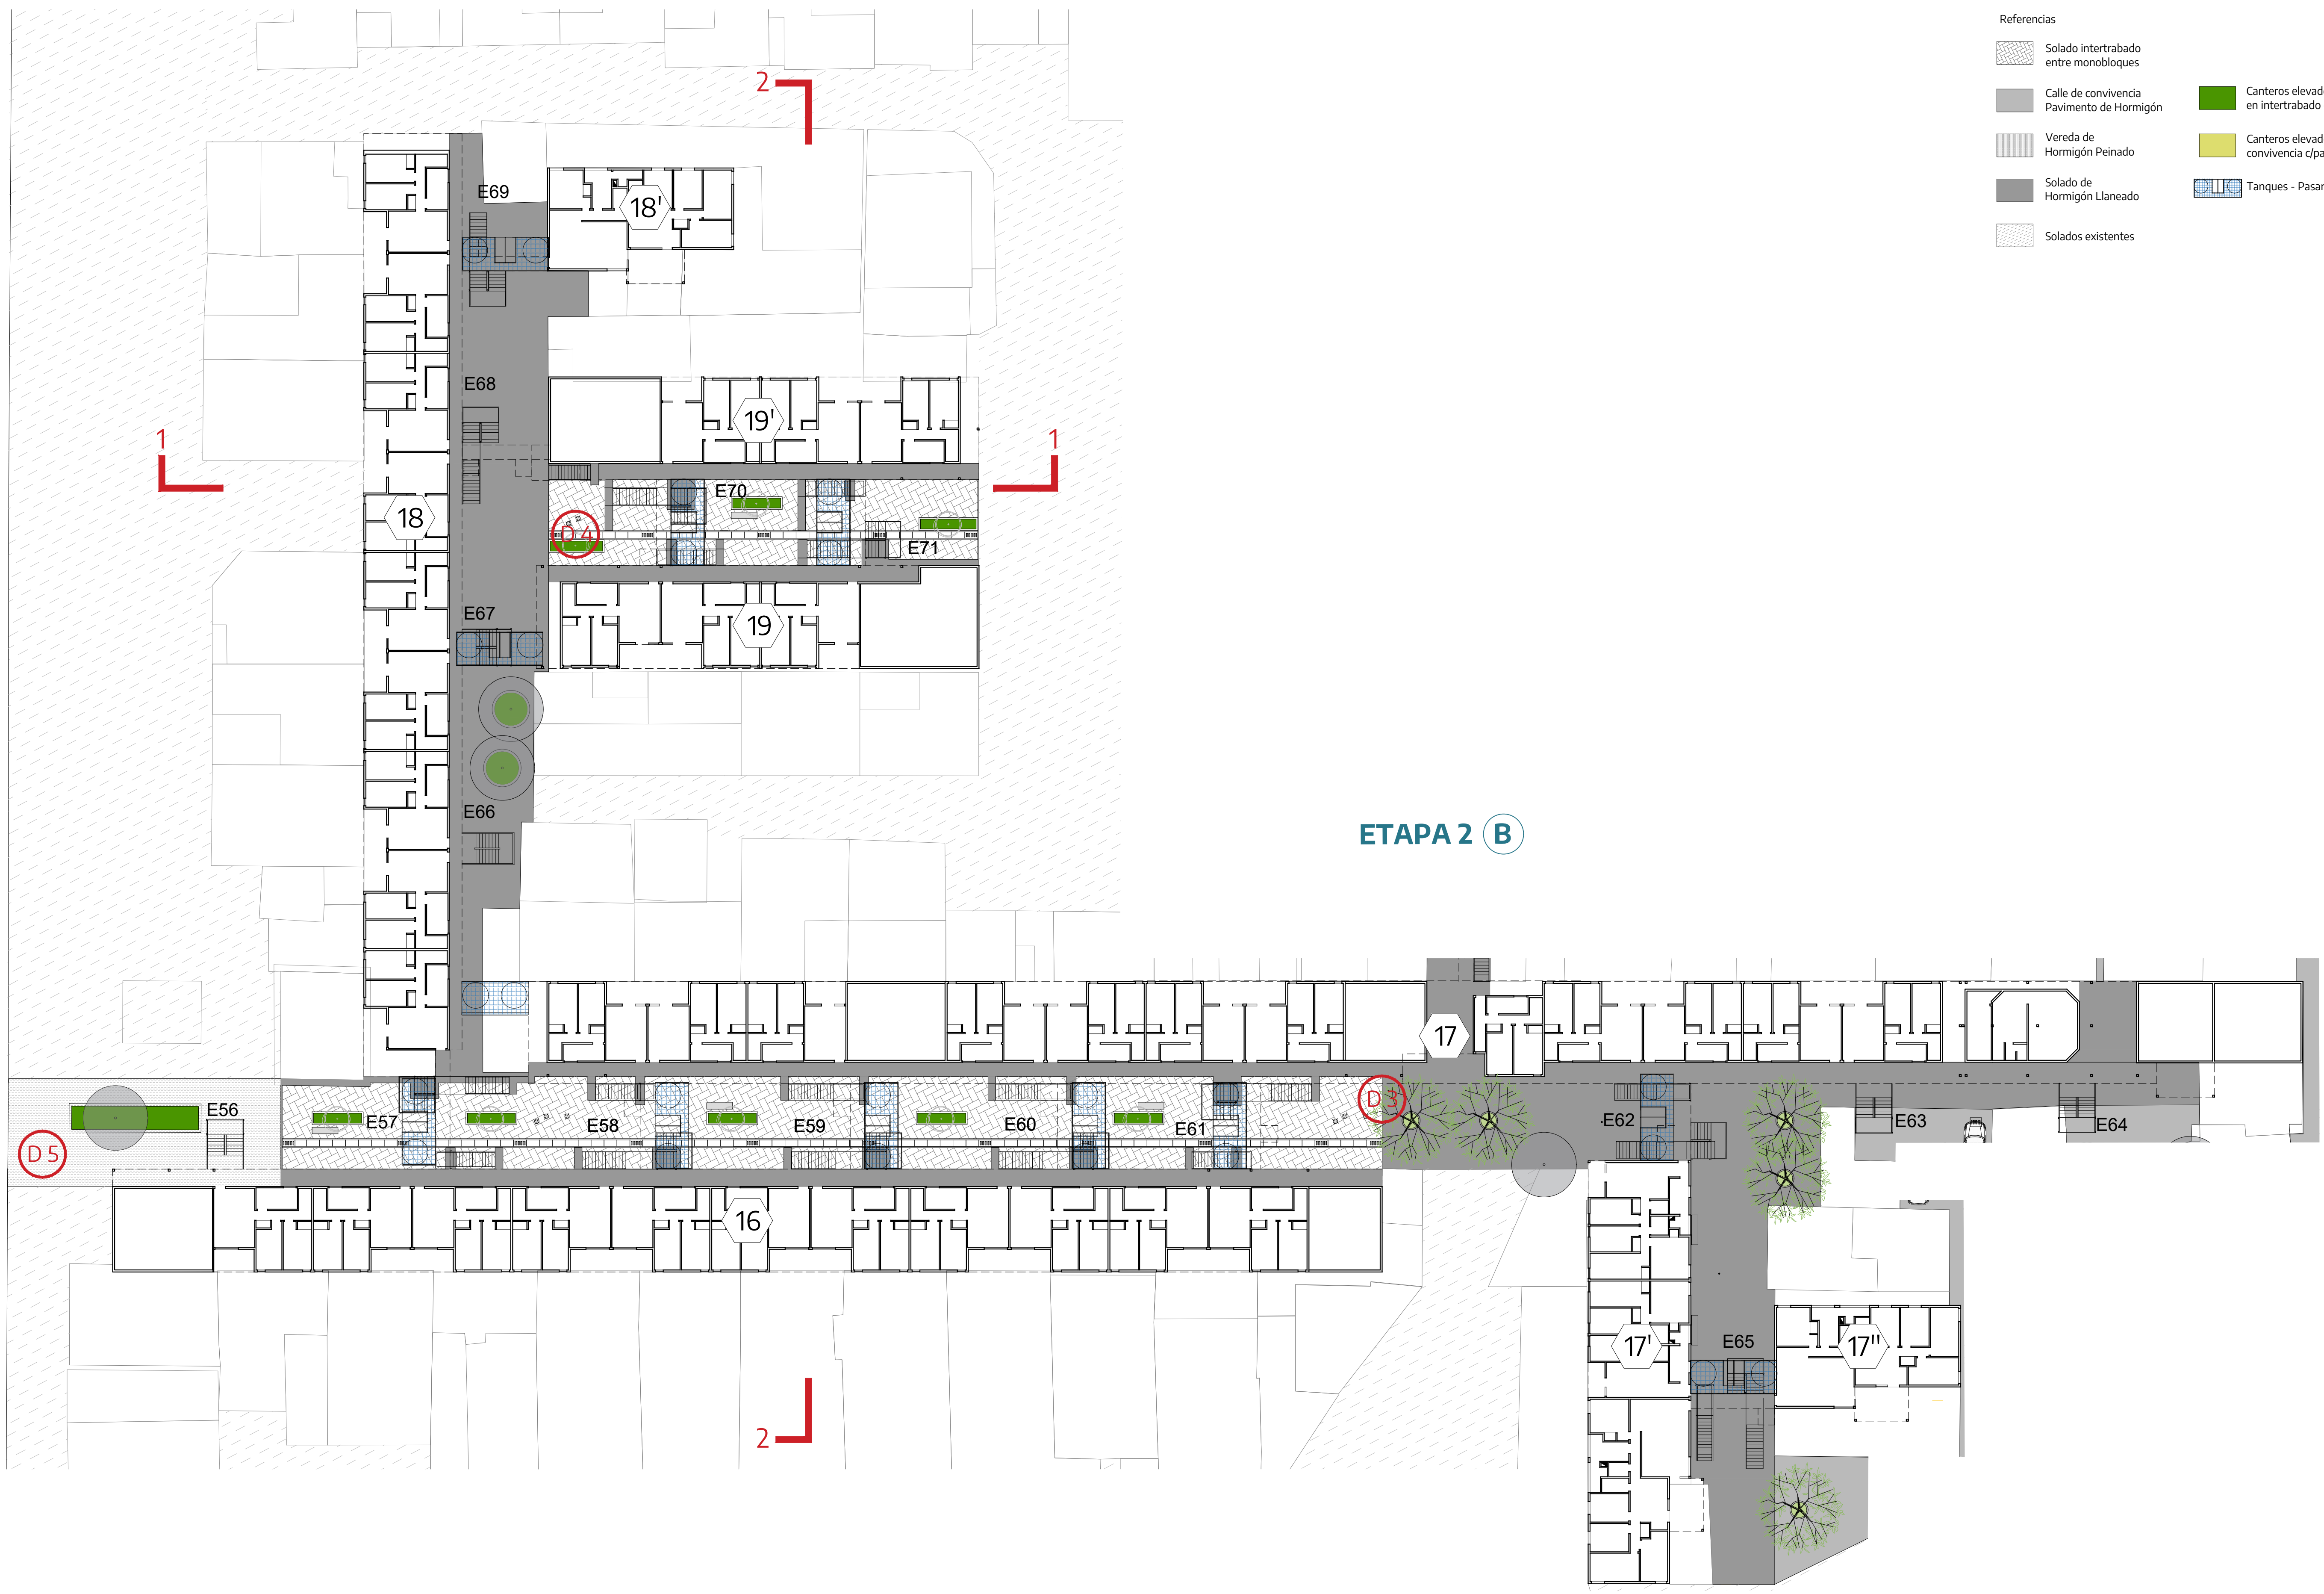 Referencias
Solado intertrabado
entre monobloques
Calle de convivencia
Pavimento de Hormigón
Vereda de
Hormigón Peinado
Solado de
Hormigón Llaneado
Solados existentes
Canteros elevad
en intertrabado
Canteros elevad
convivencia c/pa
Tanques - Pasar
2
E69
18'
E68
19'
1
1
E70
18
D 4
E71
E67
19
E66
ETAPA 2 B
17
D 3
E56
E57
E58
E59
E60
E61
E62
E63
E64
D 5
16
E65
17'
17"
2